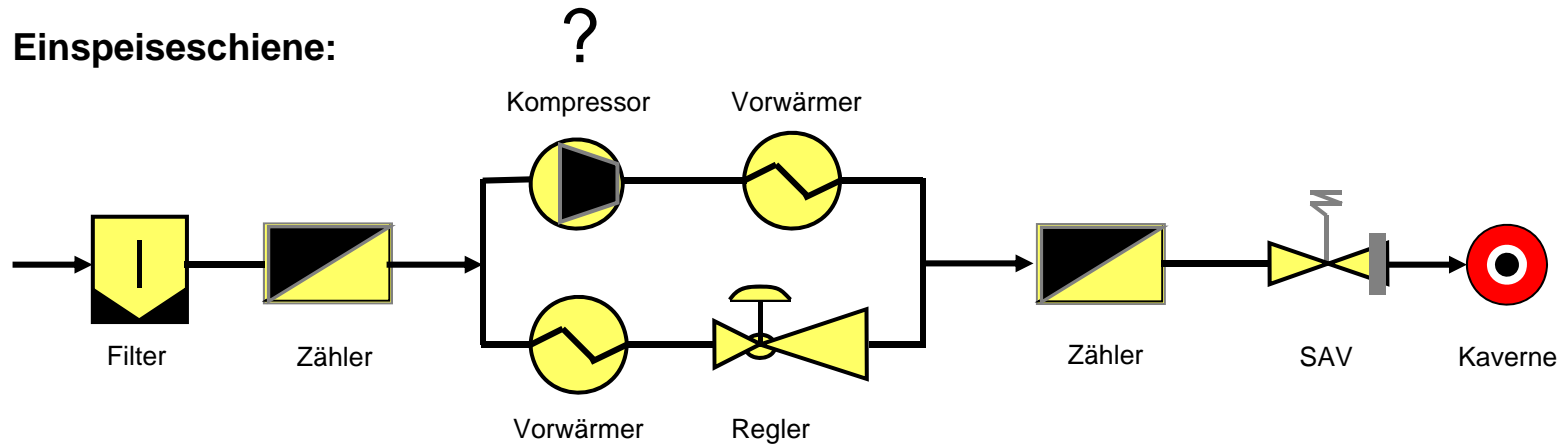 Einspeiseschiene:
?
Kompressor
Vorwärmer
Filter
Zähler
Vorwärmer
Regler
Zähler
SAV
Kaverne